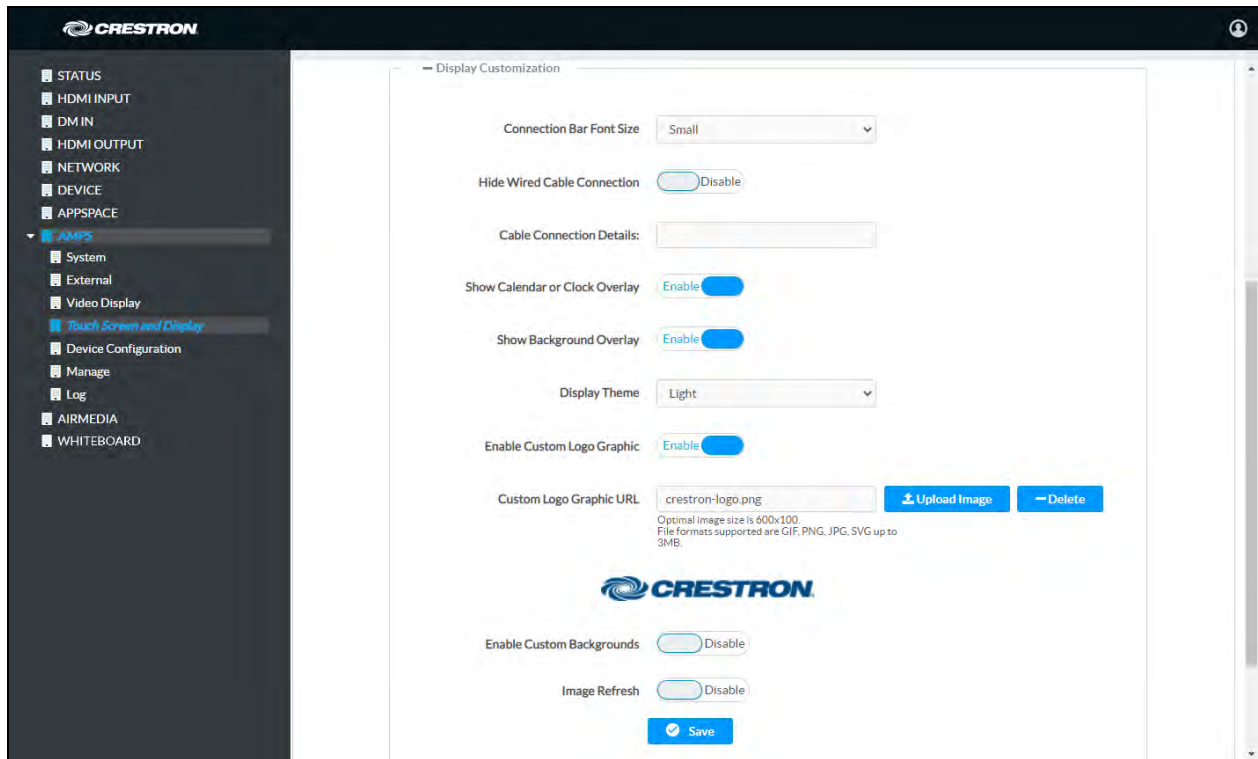 CRESTRON
STATUS
HDMI INPUT
DM IN
HDMI OUTPUT
NETWORK
DEVICE
APPSPACE
AMPS
System
External
Video Display
Touch Screen and Display
Device Configuration
Manage
Log
AIRMEDIA
WHITEBOARD
Display Customization
Connection Bar Font Size Small
Hide Wired Cable Connection Disable
Cable Connection Details:
Show Calendar or Clock Overlay Enable
Show Background Overlay Enable
Display Theme Light
Enable Custom Logo Graphic Enable
Custom Logo Graphic URL crestron-logo.png Upload Image Delete
Optimal image size is 600x100.
File formats supported are GIF, PNG, JPG, SVG up to
3MB.
CRESTRON
Enable Custom Backgrounds Disable
Image Refresh Disable
Save